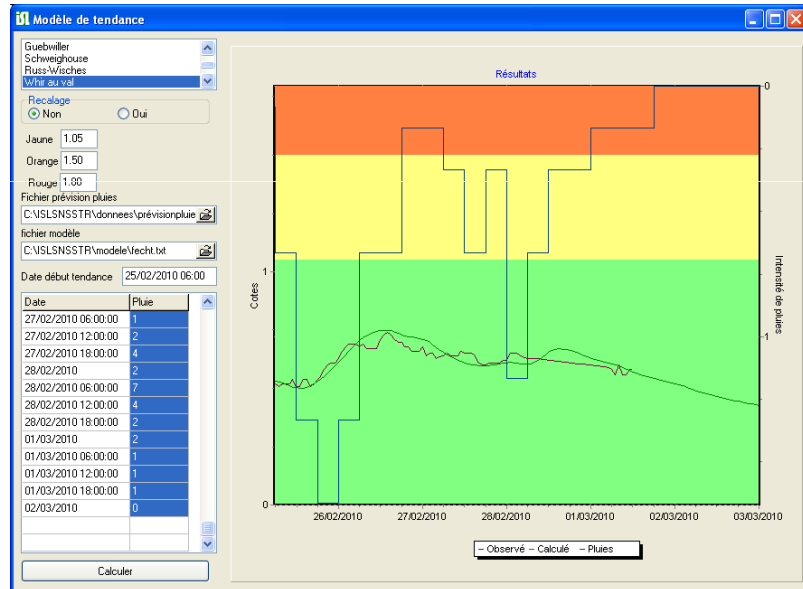 iSl Modèle de tendance
Guebwiller
Schweighouse
Russ-Wisches
Whir au val
Recalage
Non Oui
Jaune 1.05
Orange 1.50
Rouge 1.80
Fichier prévision pluies
C:\ISLSNSSTR\donnees\prévisionpluie
fichier modèle
C:\ISLSNSSTR\modele\fecht.txt
Date début tendance 25/02/2010 06:00
Date Pluie
27/02/2010 06:00:00 1
27/02/2010 12:00:00 2
27/02/2010 18:00:00 4
28/02/2010 2
28/02/2010 06:00:00 7
28/02/2010 12:00:00 4
28/02/2010 18:00:00 2
01/03/2010 2
01/03/2010 06:00:00 1
01/03/2010 12:00:00 1
01/03/2010 18:00:00 1
02/03/2010 0
Calculer
Résultats
0
1
Cotes
Intensité de pluies
1
0
26/02/2010 27/02/2010 28/02/2010 01/03/2010 02/03/2010 03/03/2010
Observé Calculé Pluies